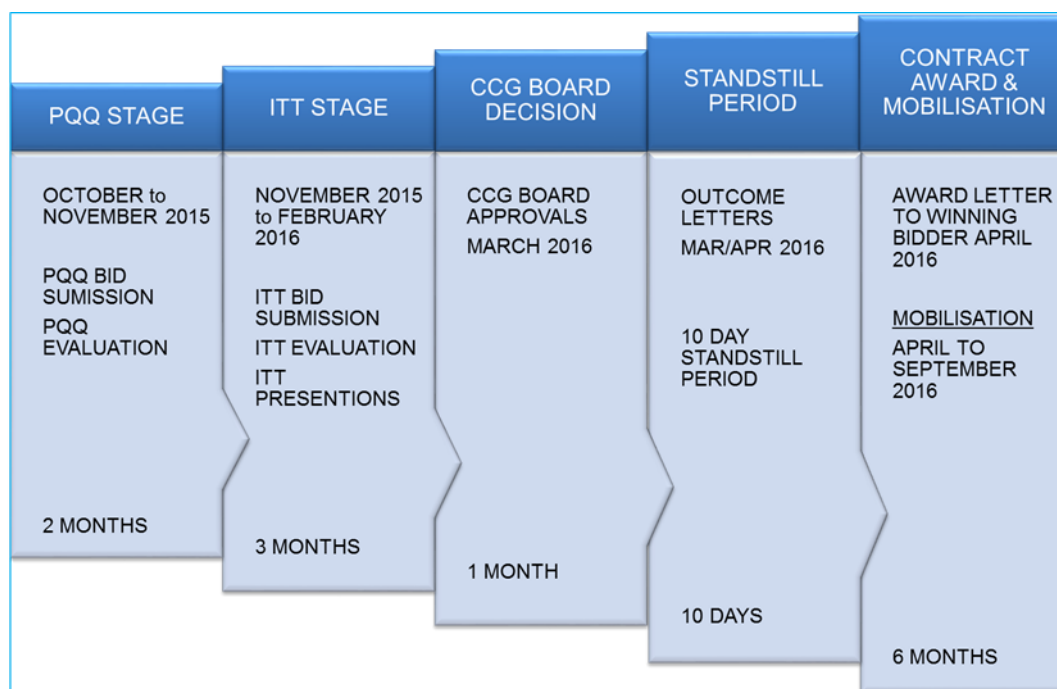 PQQ STAGE
OCTOBER to
NOVEMBER 2015
PQQ BID
SUMISSION
PQQ
EVALUATION
2 MONTHS
ITT STAGE
NOVEMBER 2015
to FEBRUARY
2016
ITT BID
SUBMISSION
ITT EVALUATION
ITT
PRESENTIONS
3 MONTHS
CCG BOARD
DECISION
CCG BOARD
APPROVALS
MARCH 2016
1 MONTH
STANDSTILL
PERIOD
OUTCOME
LETTERS
MAR/APR 2016
10 DAY
STANDSTILL
PERIOD
10 DAYS
CONTRACT
AWARD &
MOBILISATION
AWARD LETTER
TO WINNING
BIDDER APRIL
2016
MOBILISATION
APRIL TO
SEPTEMBER
2016
6 MONTHS